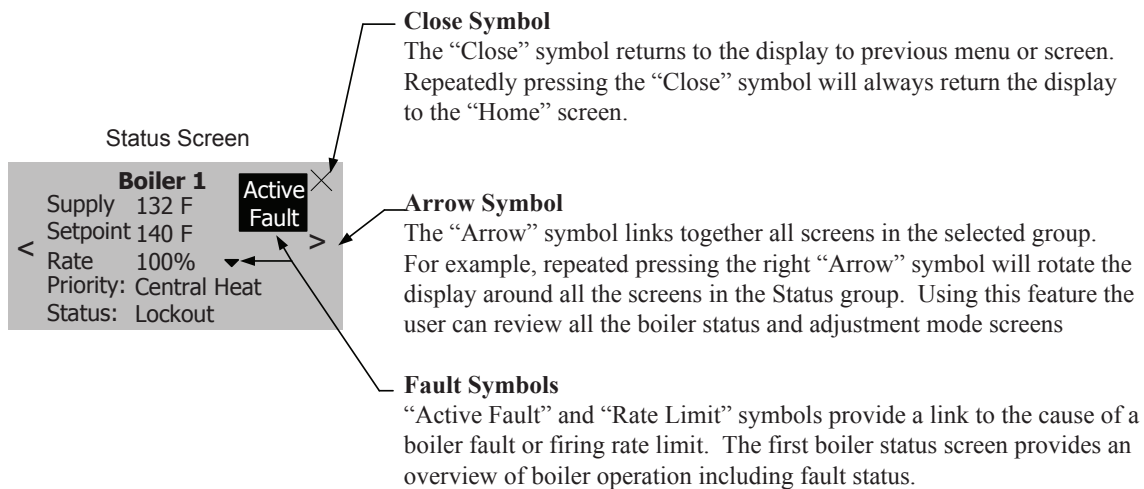 Close Symbol
The “Close” symbol returns to the display to previous menu or screen.
Repeatedly pressing the “Close” symbol will always return the display
to the “Home” screen.
Status Screen
Boiler 1
Active
Fault
Supply 132 F
Setpoint 140 F
< >
Rate 100%
Priority: Central Heat
Status: Lockout
Arrow Symbol
The “Arrow” symbol links together all screens in the selected group.
For example, repeated pressing the right “Arrow” symbol will rotate the
display around all the screens in the Status group.  Using this feature the
user can review all the boiler status and adjustment mode screens
Fault Symbols
“Active Fault” and “Rate Limit” symbols provide a link to the cause of a
boiler fault or firing rate limit.  The first boiler status screen provides an
overview of boiler operation including fault status.